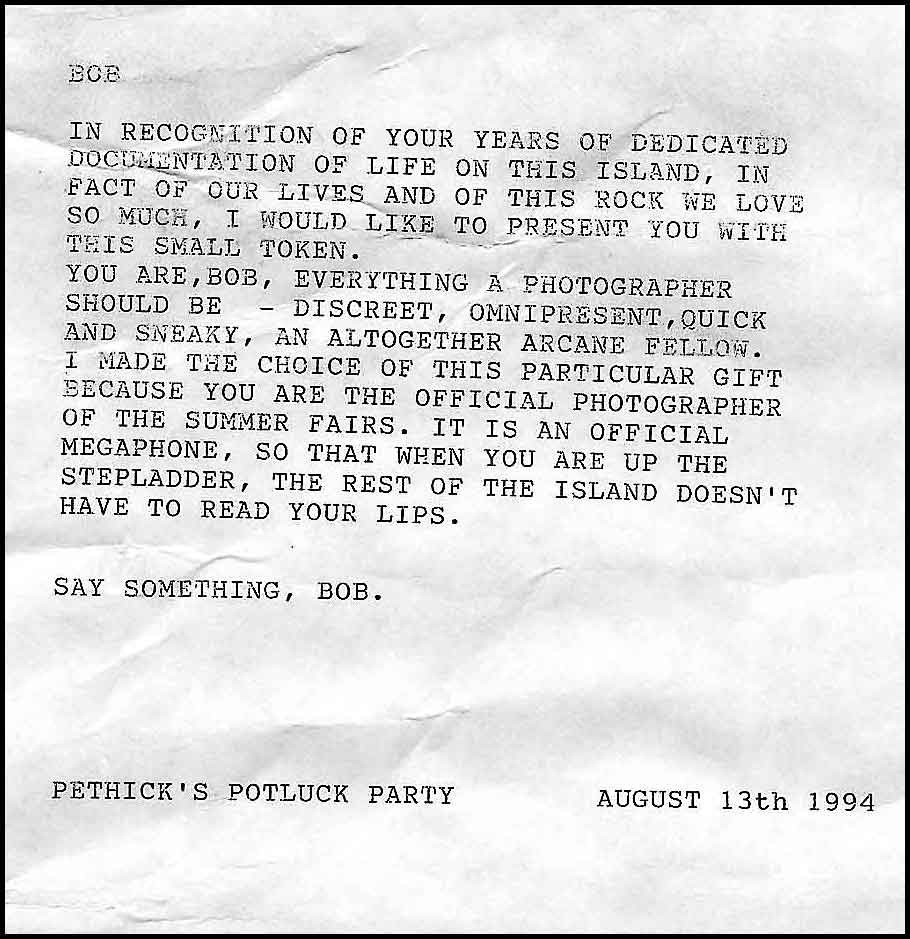 BOB
IN RECOGNITION OF YOUR YEARS OF DEDICATED
DOCUMENTATION OF LIFE ON THIS ISLAND, IN
FACT OF OUR LIVES AND OF THIS ROCK WE LOVE
SO MUCH, I WOULD LIKE TO PRESENT YOU WITH
THIS SMALL TOKEN.
YOU ARE,BOB, EVERYTHING A PHOTOGRAPHER
SHOULD BE - DISCREET, OMNIPRESENT,QUICK
AND SNEAKY, AN ALTOGETHER ARCANE FELLOW.
I MADE THE CHOICE OF THIS PARTICULAR GIFT
BECAUSE YOU ARE THE OFFICIAL PHOTOGRAPHER
OF THE SUMMER FAIRS. IT IS AN OFFICIAL
MEGAPHONE, SO THAT WHEN YOU ARE UP THE
STEPLADDER, THE REST OF THE ISLAND DOESN'T
HAVE TO READ YOUR LIPS.
SAY SOMETHING, BOB.
PETHICK'S POTLUCK PARTY AUGUST 13th 1994